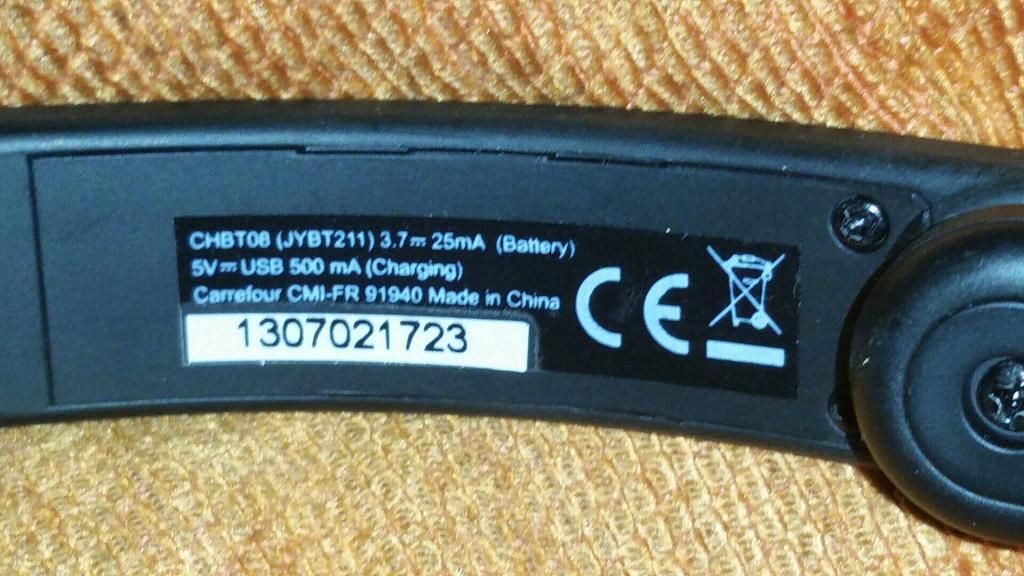 CHBT08 (JYBT211) 3.7⎓ 25mA (Battery)
5V⎓ USB 500 mA (Charging)
Carrefour CMI-FR 91940 Made in China
1307021723
CE